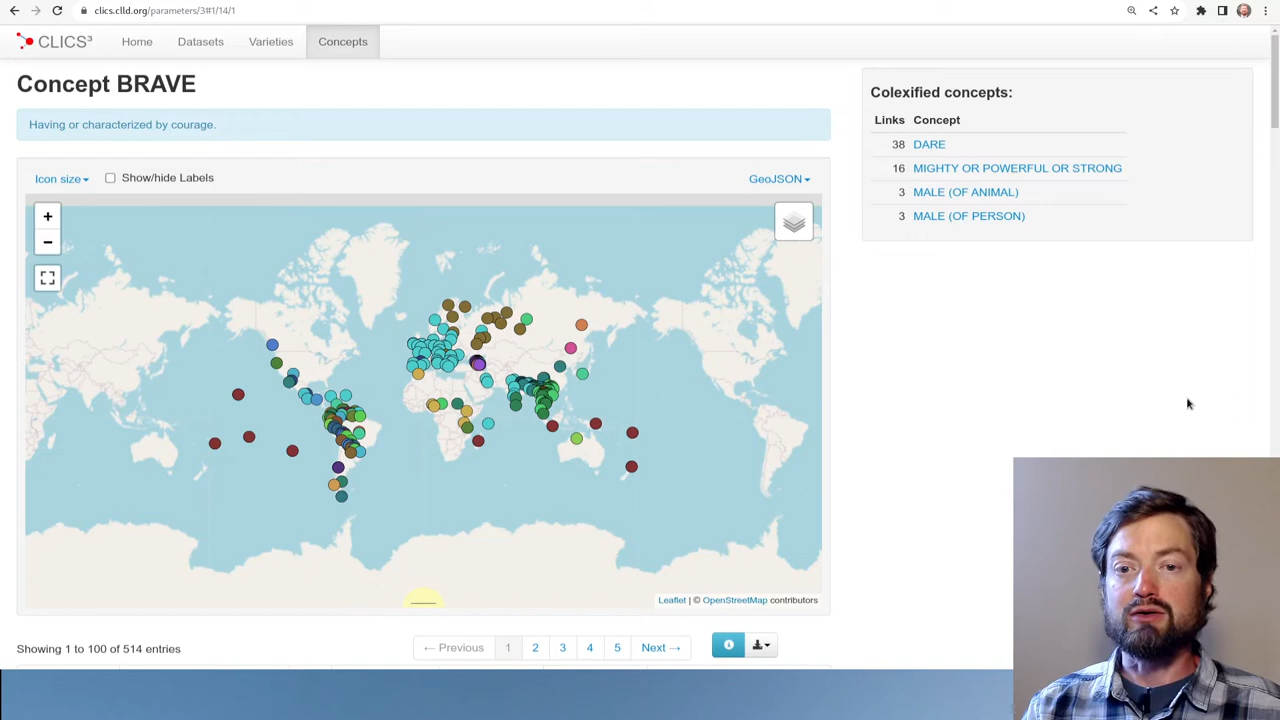 clics.clld.org/parameters/3#1/14/1
CLICS³ Home Datasets Varieties Concepts
Concept BRAVE
Having or characterized by courage.
Icon size Show/hide Labels GeoJSON
+
−
Leaflet | © OpenStreetMap contributors
Showing 1 to 100 of 514 entries
← Previous 1 2 3 4 5 Next →
Colexified concepts:
Links Concept
38 DARE
16 MIGHTY OR POWERFUL OR STRONG
3 MALE (OF ANIMAL)
3 MALE (OF PERSON)